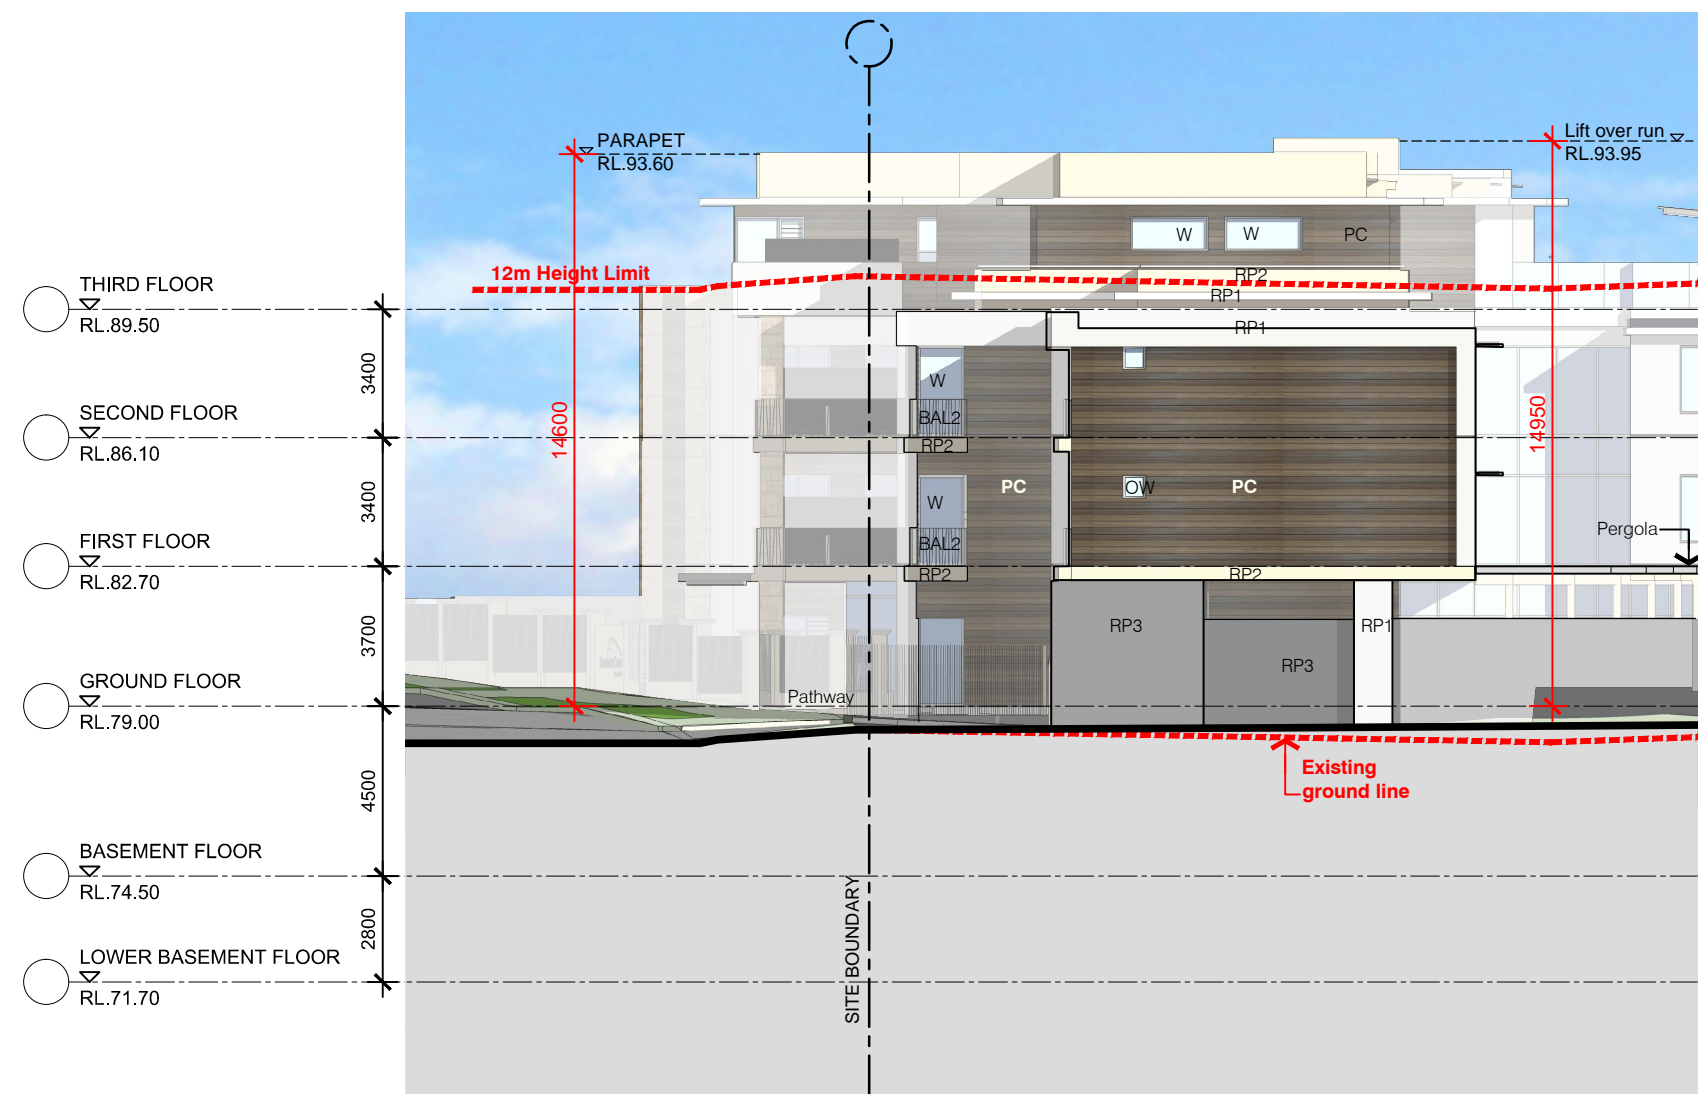 PARAPET
RL.93.60
Lift over run
RL.93.95
W
W
PC
12m Height Limit
RP2
RP1
THIRD FLOOR
RL.89.50
RP1
3400
W
14600
14950
SECOND FLOOR
RL.86.10
BAL2
RP2
3400
W
PC
OW
PC
Pergola
FIRST FLOOR
RL.82.70
BAL2
RP2
RP2
3700
RP3
RP1
RP3
GROUND FLOOR
RL.79.00
Pathway
Existing
ground line
4500
BASEMENT FLOOR
RL.74.50
2800
SITE BOUNDARY
LOWER BASEMENT FLOOR
RL.71.70